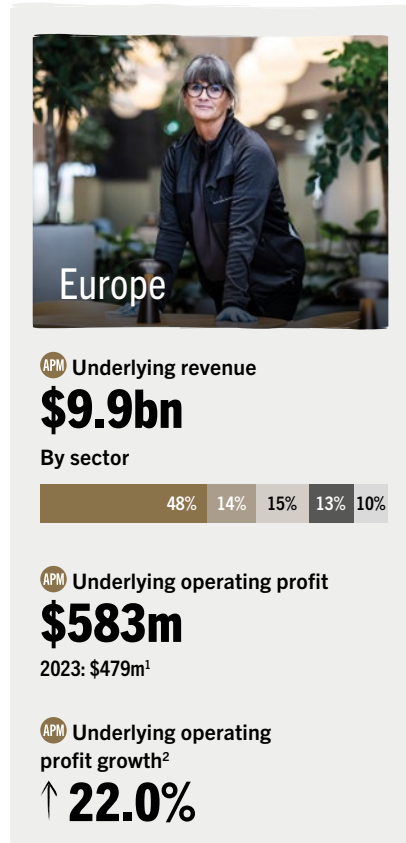 Europe
APM Underlying revenue
$9.9bn
By sector
48% 14% 15% 13% 10%
APM Underlying operating profit
$583m
2023: $479m¹
APM Underlying operating
profit growth²
↑ 22.0%